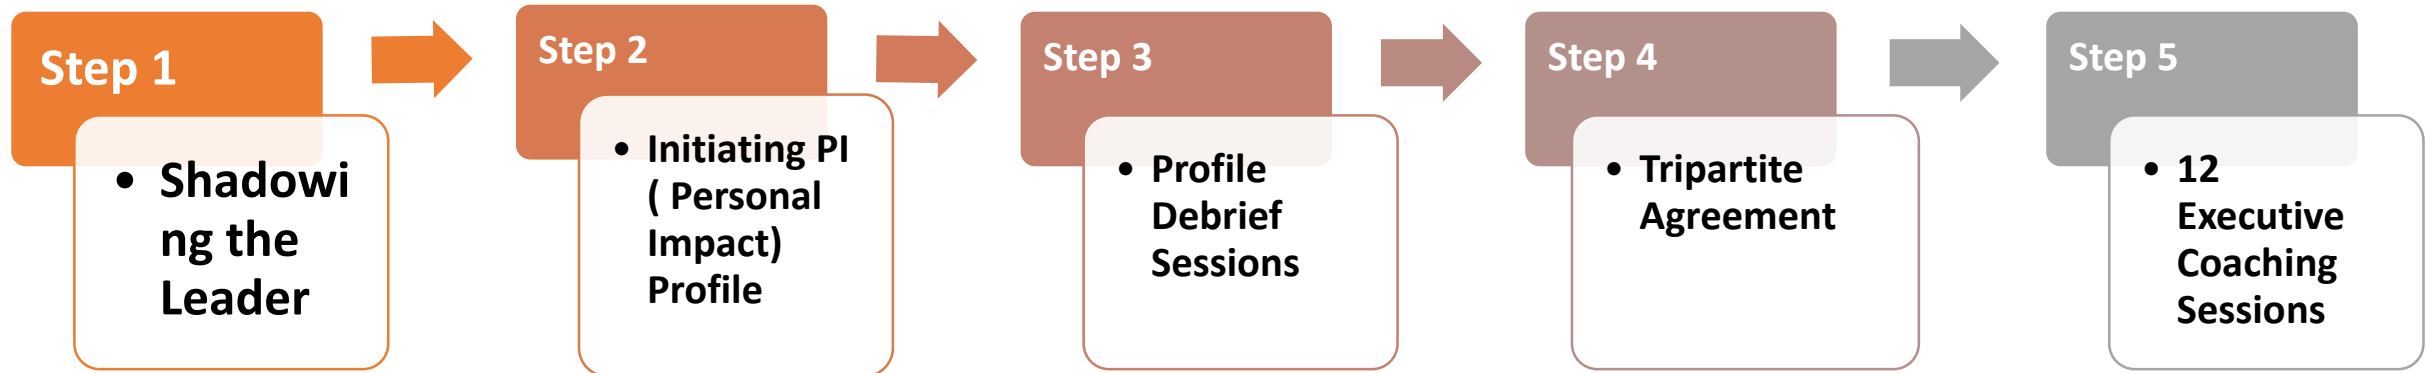 Step 1
• Shadowi
ng the
Leader
Step 2
• Initiating PI
( Personal
Impact)
Profile
Step 3
• Profile
Debrief
Sessions
Step 4
• Tripartite
Agreement
Step 5
• 12
Executive
Coaching
Sessions